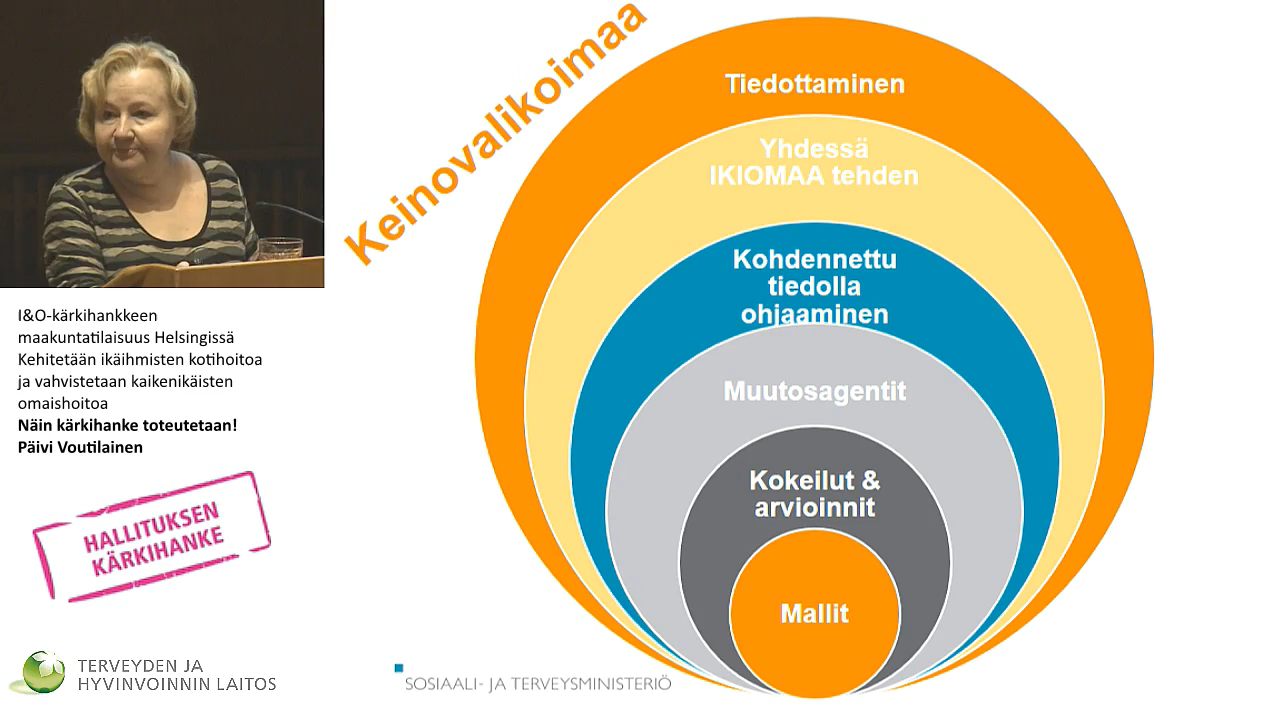 Keinovalikoimaa
Tiedottaminen
Yhdessä
IKIOMAA tehden
Kohdennettu
tiedolla
ohjaaminen
Muutosagentit
Kokeilut &
arvioinnit
Mallit
I&O-kärkihankkeen
maakuntatilaisuus Helsingissä
Kehitetään ikäihmisten kotihoitoa
ja vahvistetaan kaikenikäisten
omaishoitoa
Näin kärkihanke toteutetaan!
Päivi Voutilainen
HALLITUKSEN
KÄRKIHANKE
TERVEYDEN JA
HYVINVOINNIN LAITOS
SOSIAALI- JA TERVEYSMINISTERIÖ